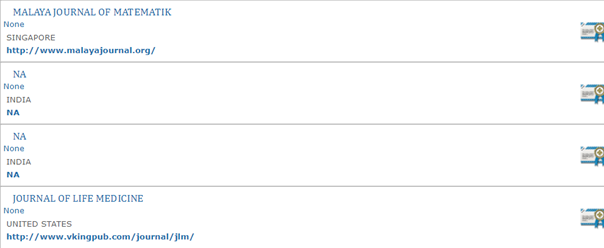 MALAYA JOURNAL OF MATEMATIK
None
SINGAPORE
http://www.malayajournal.org/
NA
None
INDIA
NA
NA
None
INDIA
NA
JOURNAL OF LIFE MEDICINE
None
UNITED STATES
http://www.vkingpub.com/journal/jlm/